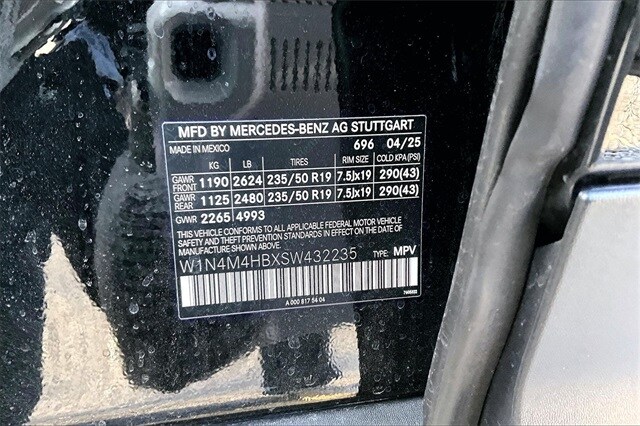 MFD BY MERCEDES-BENZ AG STUTTGART
MADE IN MEXICO 696 04/25
KG LB TIRES RIM SIZE COLD KPA(PSI)
GAWR FRONT 1190 2624 235/50 R19 7.5Jx19 290(43)
GAWR REAR 1125 2480 235/50 R19 7.5Jx19 290(43)
GVWR 2265 4993
THIS VEHICLE CONFORMS TO ALL APPLICABLE FEDERAL MOTOR VEHICLE
SAFETY AND THEFT PREVENTION STANDARDS IN EFFECT ON THE DATE OF
MANUFACTURE SHOWN ABOVE.
W1N4M4HBXSW432235 TYPE: MPV
A 000 817 54 04